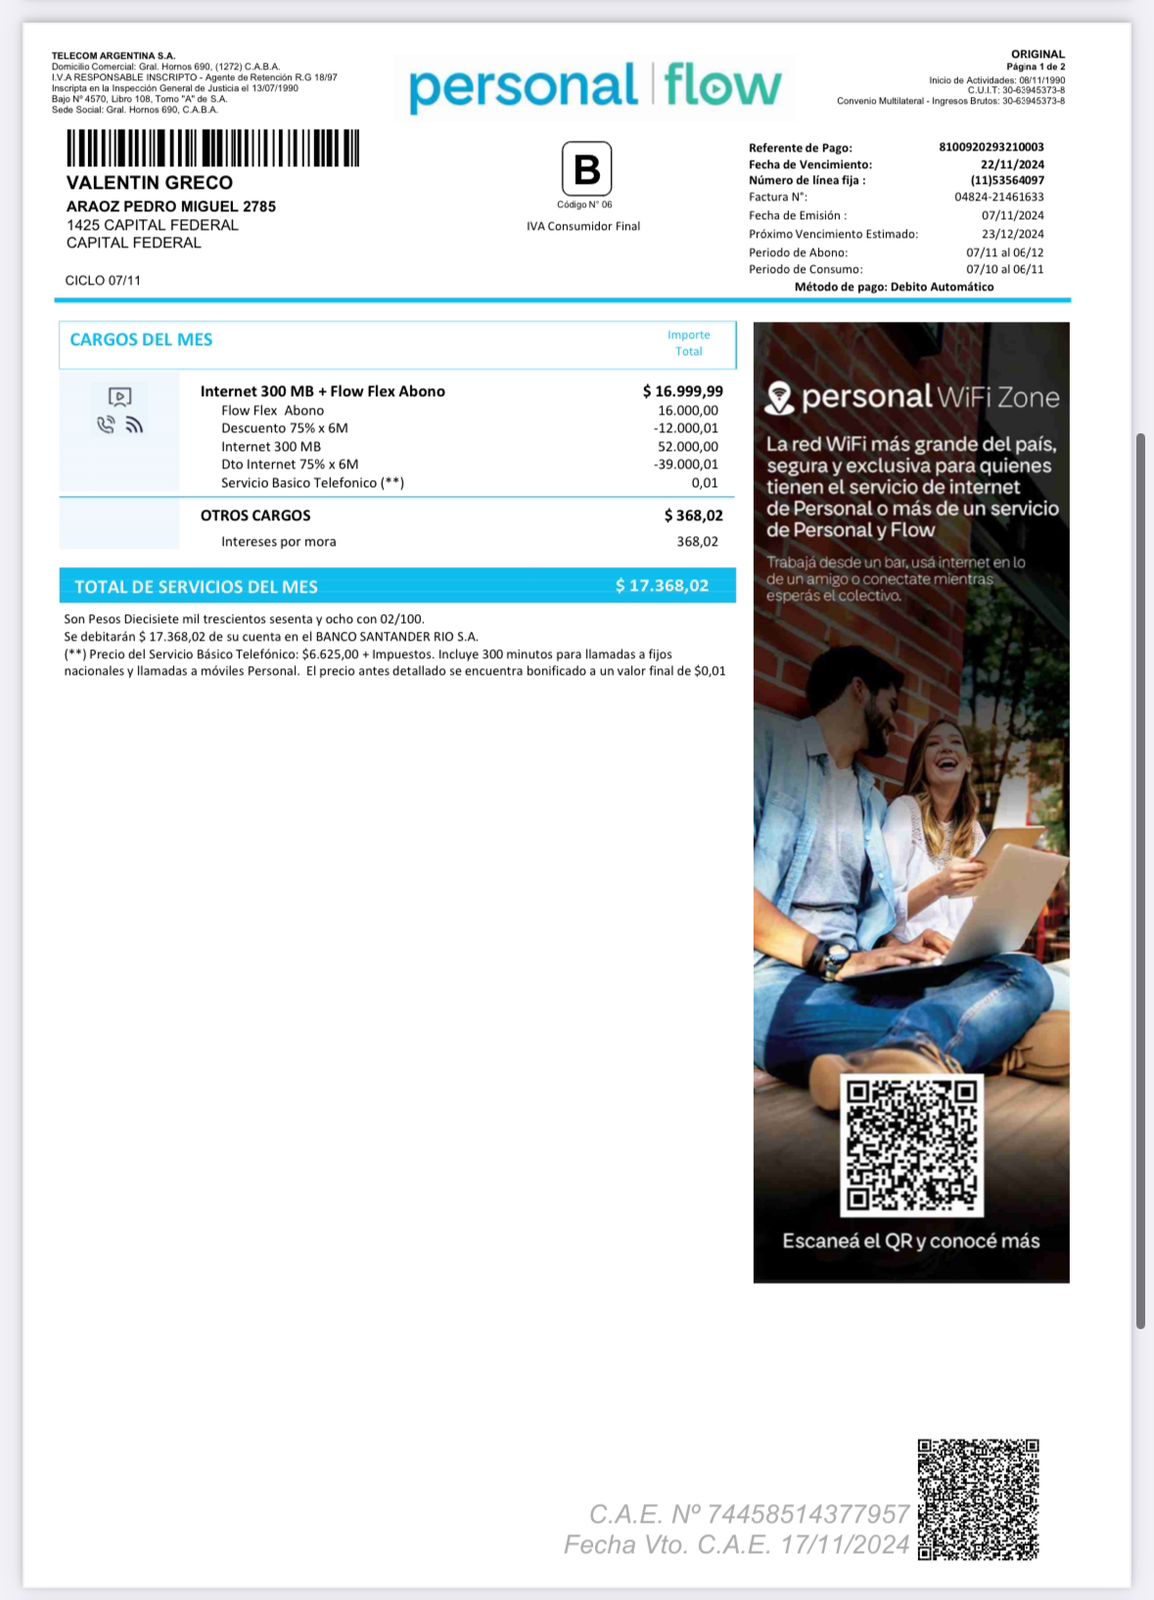 TELECOM ARGENTINA S.A.
Domicilio Comercial: Gral. Hornos 690, (1272) C.A.B.A.
I.V.A RESPONSABLE INSCRIPTO - Agente de Retención R.G 18/97
Inscripta en la Inspección General de Justicia el 13/07/1990
Bajo Nº 4570, Libro 108, Tomo "A" de S.A.
Sede Social: Gral. Hornos 690, C.A.B.A.
personal flow
ORIGINAL
Página 1 de 2
Inicio de Actividades: 08/11/1990
C.U.I.T: 30-63945373-8
Convenio Multilateral - Ingresos Brutos: 30-63945373-8
VALENTIN GRECO
ARAOZ PEDRO MIGUEL 2785
1425 CAPITAL FEDERAL
CAPITAL FEDERAL
CICLO 07/11
B
Código N° 06
IVA Consumidor Final
Referente de Pago: 8100920293210003
Fecha de Vencimiento: 22/11/2024
Número de línea fija : (11)53564097
Factura N°: 04824-21461633
Fecha de Emisión : 07/11/2024
Próximo Vencimiento Estimado: 23/12/2024
Periodo de Abono: 07/11 al 06/12
Periodo de Consumo: 07/10 al 06/11
Método de pago: Debito Automático
CARGOS DEL MES Importe
Total
Internet 300 MB + Flow Flex Abono $ 16.999,99
Flow Flex Abono 16.000,00
Descuento 75% x 6M -12.000,01
Internet 300 MB 52.000,00
Dto Internet 75% x 6M -39.000,01
Servicio Basico Telefonico (**) 0,01
OTROS CARGOS $ 368,02
Intereses por mora 368,02
TOTAL DE SERVICIOS DEL MES $ 17.368,02
Son Pesos Diecisiete mil trescientos sesenta y ocho con 02/100.
Se debitarán $ 17.368,02 de su cuenta en el BANCO SANTANDER RIO S.A.
(**) Precio del Servicio Básico Telefónico: $6.625,00 + Impuestos. Incluye 300 minutos para llamadas a fijos
nacionales y llamadas a móviles Personal. El precio antes detallado se encuentra bonificado a un valor final de $0,01
personal WiFi Zone
La red WiFi más grande del país,
segura y exclusiva para quienes
tienen el servicio de internet
de Personal o más de un servicio
de Personal y Flow
Trabajá desde un bar, usá internet en lo
de un amigo o conectate mientras
esperás el colectivo.
Escaneá el QR y conocé más
C.A.E. Nº 74458514377957
Fecha Vto. C.A.E. 17/11/2024